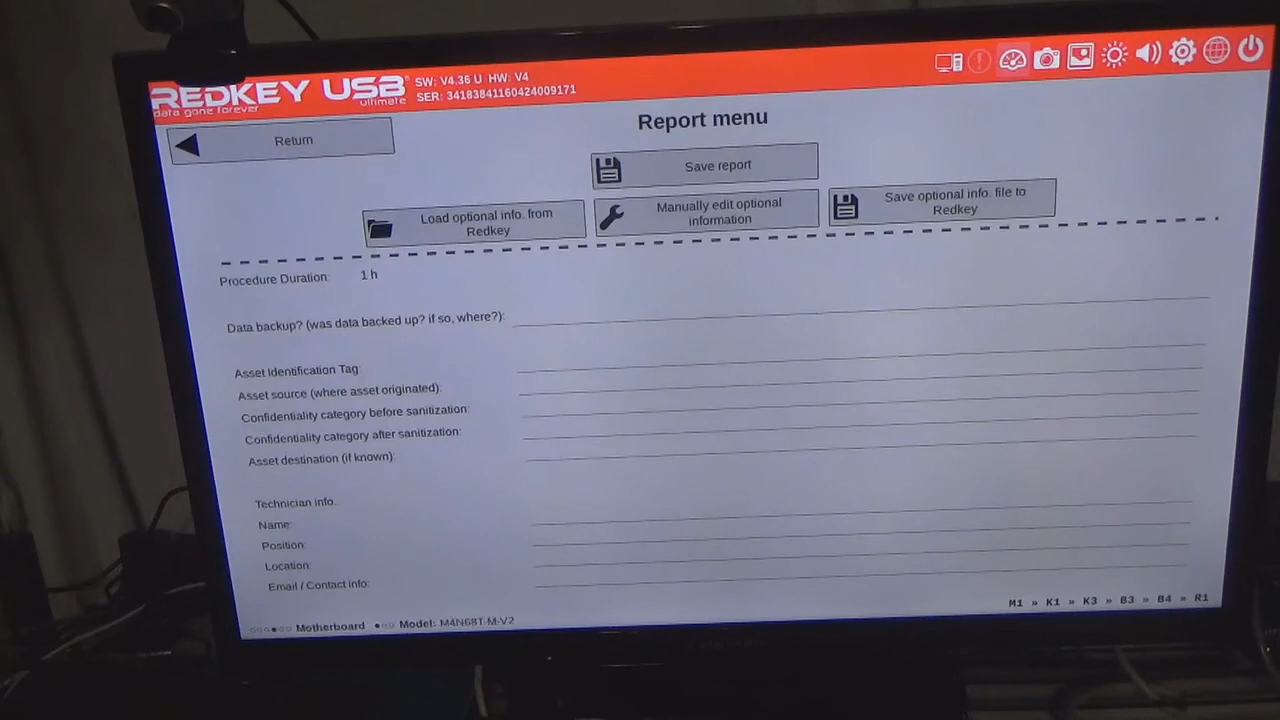 REDKEY USB
ultimate
data gone forever
SW: V4.36 U HW: V4
SER: 34183841160424009171
Return
Report menu
Save report
Load optional info. from
Redkey
Manually edit optional
information
Save optional info. file to
Redkey
Procedure Duration: 1 h
Data backup? (was data backed up? if so, where?):
Asset Identification Tag:
Asset source (where asset originated):
Confidentiality category before sanitization:
Confidentiality category after sanitization:
Asset destination (if known):
Technician info.
Name:
Position:
Location:
Email / Contact info:
M1 » K1 » K3 » B3 » B4 » R1
Motherboard Model: M4N68T-M-V2